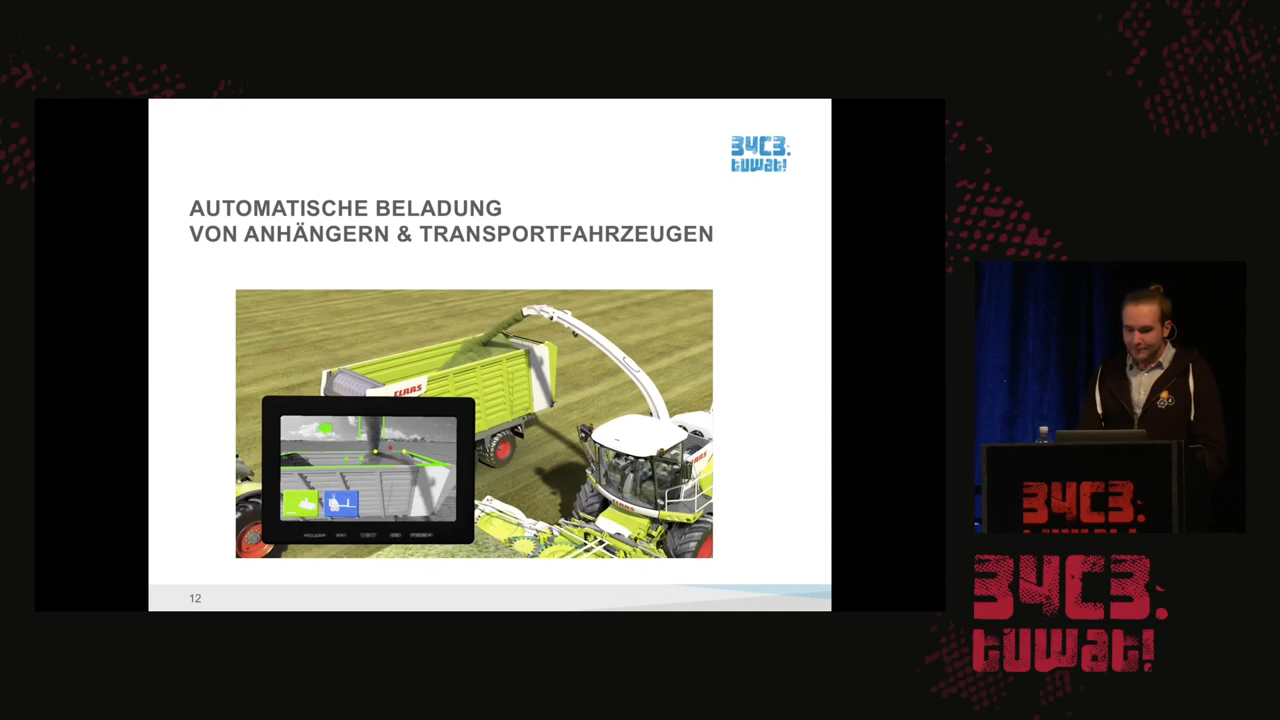 34C3.
tuwat!
AUTOMATISCHE BELADUNG
VON ANHÄNGERN & TRANSPORTFAHRZEUGEN
CLAAS
CLAAS
12
34C3.
34C3.
tuwat!